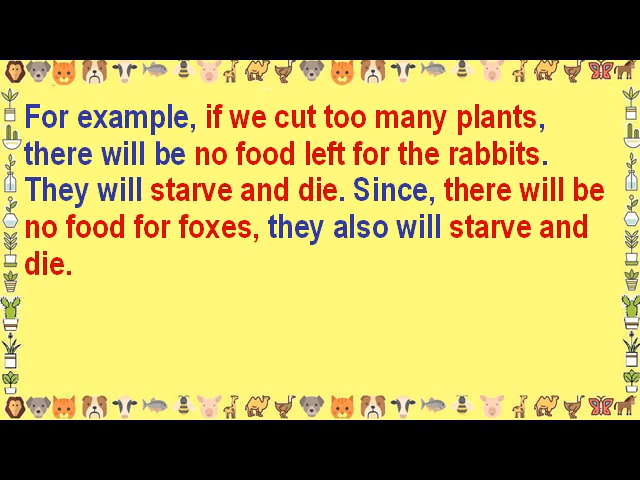 For example, if we cut too many plants,
there will be no food left for the rabbits.
They will starve and die. Since, there will be
no food for foxes, they also will starve and
die.